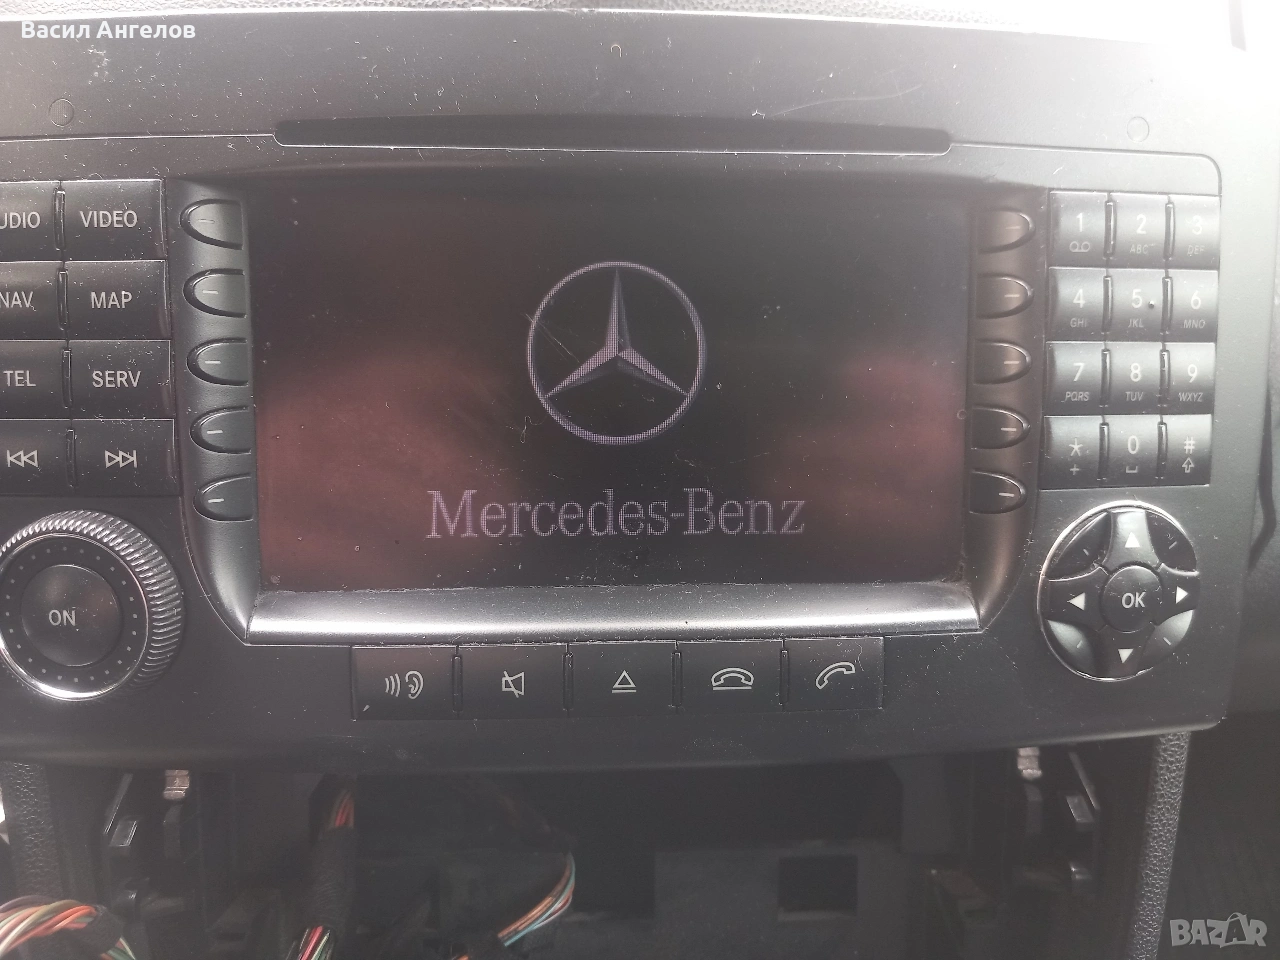 Васил Ангелов
UDIO VIDEO
NAV MAP
TEL SERV
ON
Mercedes-Benz
1 2 3
ABC DEF
4 5 6
GHI JKL MNO
7 8 9
PQRS TUV WXYZ
* 0 #
+
OK
BAZAR